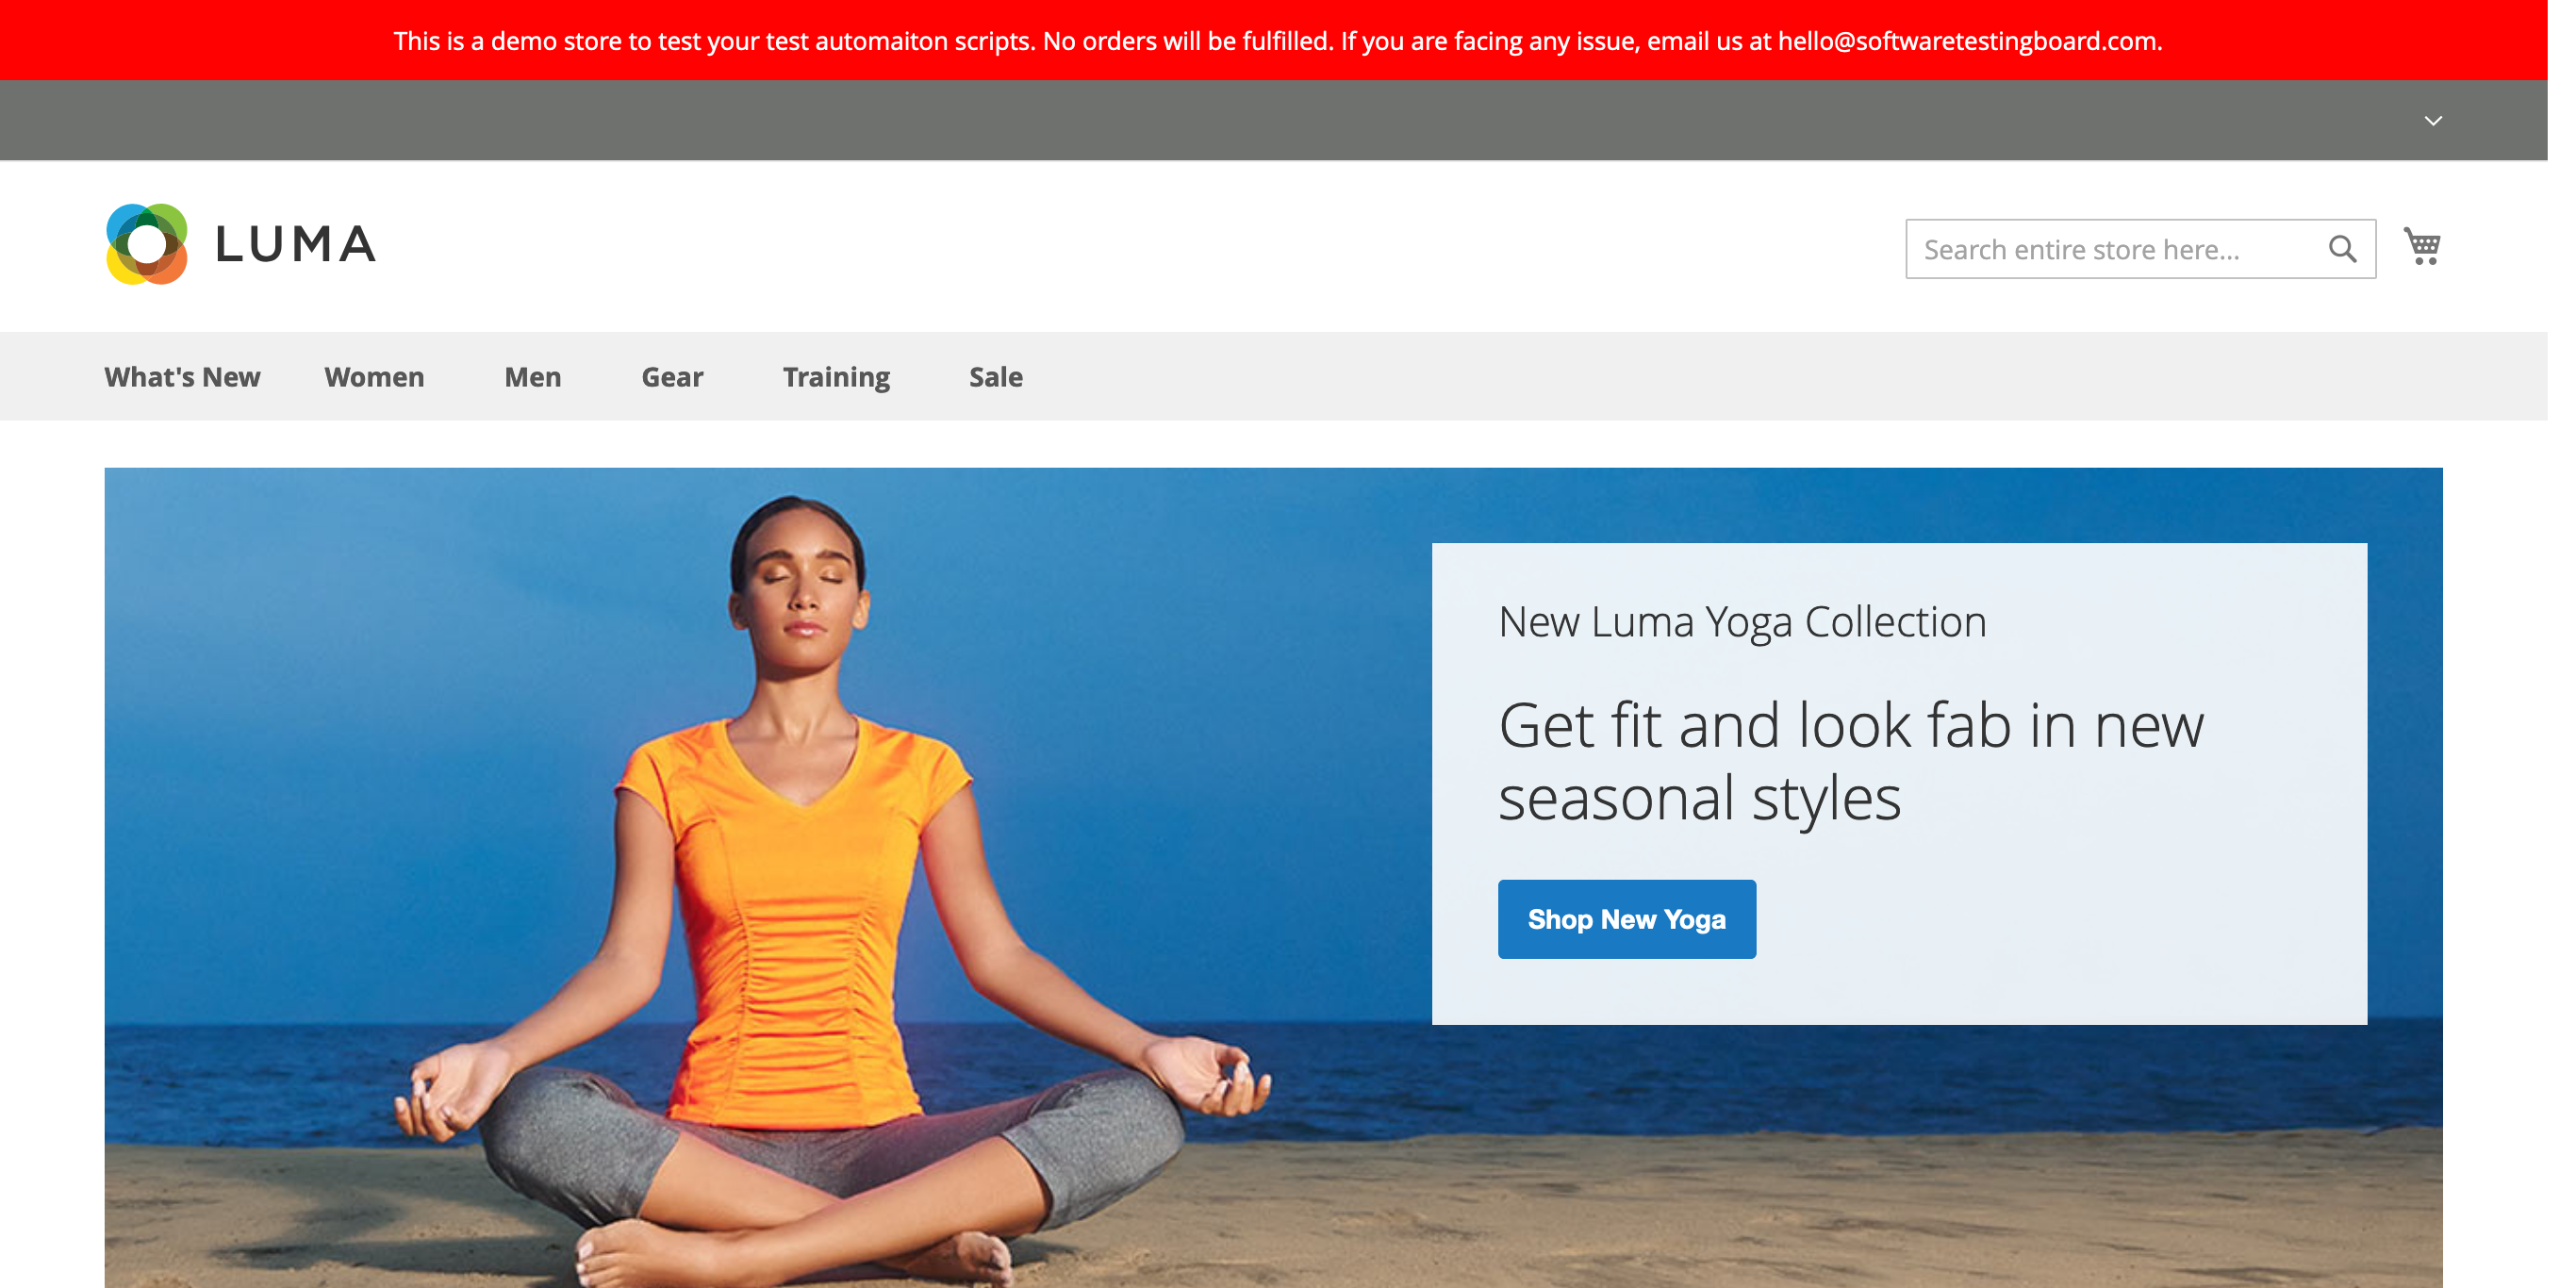 This is a demo store to test your test automaiton scripts. No orders will be fulfilled. If you are facing any issue, email us at hello@softwaretestingboard.com.
LUMA
Search entire store here...
What's New Women Men Gear Training Sale
New Luma Yoga Collection
Get fit and look fab in new
seasonal styles
Shop New Yoga